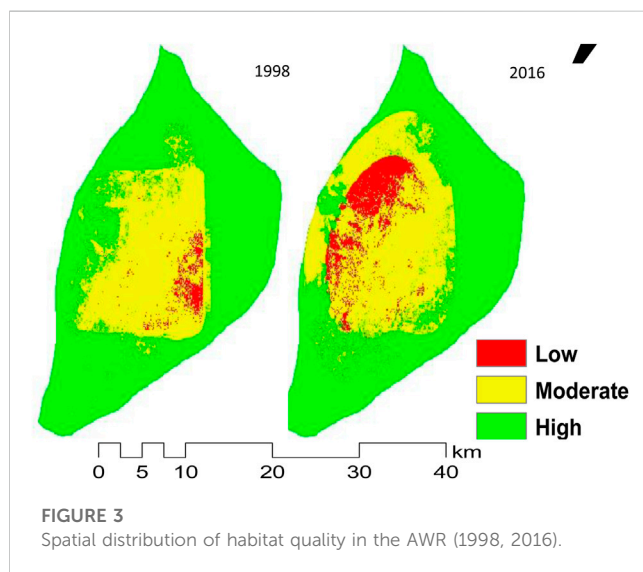 1998
2016
Low
Moderate
High
km
0 5 10 20 30 40
FIGURE 3
Spatial distribution of habitat quality in the AWR (1998, 2016).